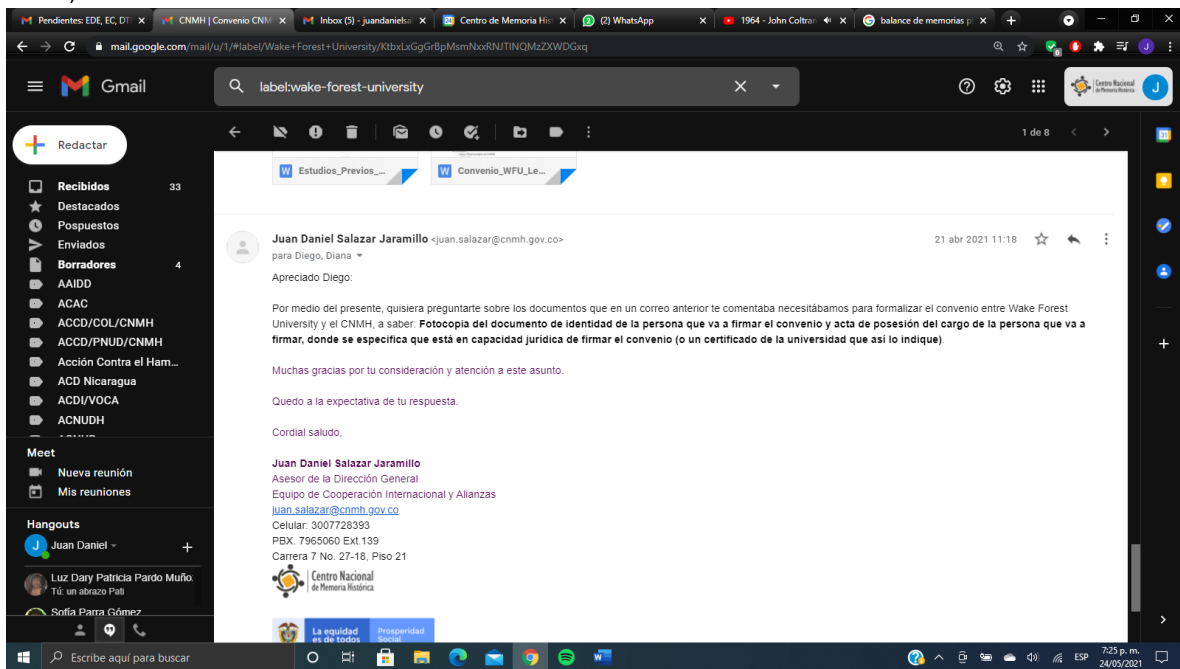 Pendientes: EDE, EC, DTI
CNMH | Convenio CNM
Inbox (5) - juandanielsal
Centro de Memoria His
(2) WhatsApp
1964 - John Coltran
balance de memorias p
mail.google.com/mail/u/1/#label/Wake+Forest+University/KtbxLxGgGrBpMsmNxxRNJTINQMzZXWDGxq
Gmail
label:wake-forest-university
Centro Nacional
de Memoria Histórica
J
Redactar
1 de 8
Estudios_Previos_...
Convenio_WFU_Le...
Recibidos 33
Destacados
Pospuestos
Enviados
Borradores 4
AAIDD
ACAC
ACCD/COL/CNMH
ACCD/PNUD/CNMH
Acción Contra el Ham...
ACD Nicaragua
ACDI/VOCA
ACNUDH
Meet
Nueva reunión
Mis reuniones
Hangouts
Juan Daniel
Luz Dary Patricia Pardo Muño
Tú: un abrazo Pati
Sofía Parra Gómez
Juan Daniel Salazar Jaramillo <juan.salazar@cnmh.gov.co>
21 abr 2021 11:18
para Diego, Diana
Apreciado Diego:
Por medio del presente, quisiera preguntarte sobre los documentos que en un correo anterior te comentaba necesitábamos para formalizar el convenio entre Wake Forest
University y el CNMH, a saber: Fotocopia del documento de identidad de la persona que va a firmar el convenio y acta de posesión del cargo de la persona que va a
firmar, donde se especifica que está en capacidad jurídica de firmar el convenio (o un certificado de la universidad que así lo indique).
Muchas gracias por tu consideración y atención a este asunto.
Quedo a la expectativa de tu respuesta.
Cordial saludo,
Juan Daniel Salazar Jaramillo
Asesor de la Dirección General
Equipo de Cooperación Internacional y Alianzas
juan.salazar@cnmh.gov.co
Celular: 3007728393
PBX. 7965060 Ext.139
Carrera 7 No. 27-18, Piso 21
Centro Nacional
de Memoria Histórica
La equidad
es de todos
Prosperidad
Social
Escribe aquí para buscar
ESP
7:25 p. m.
24/05/2021